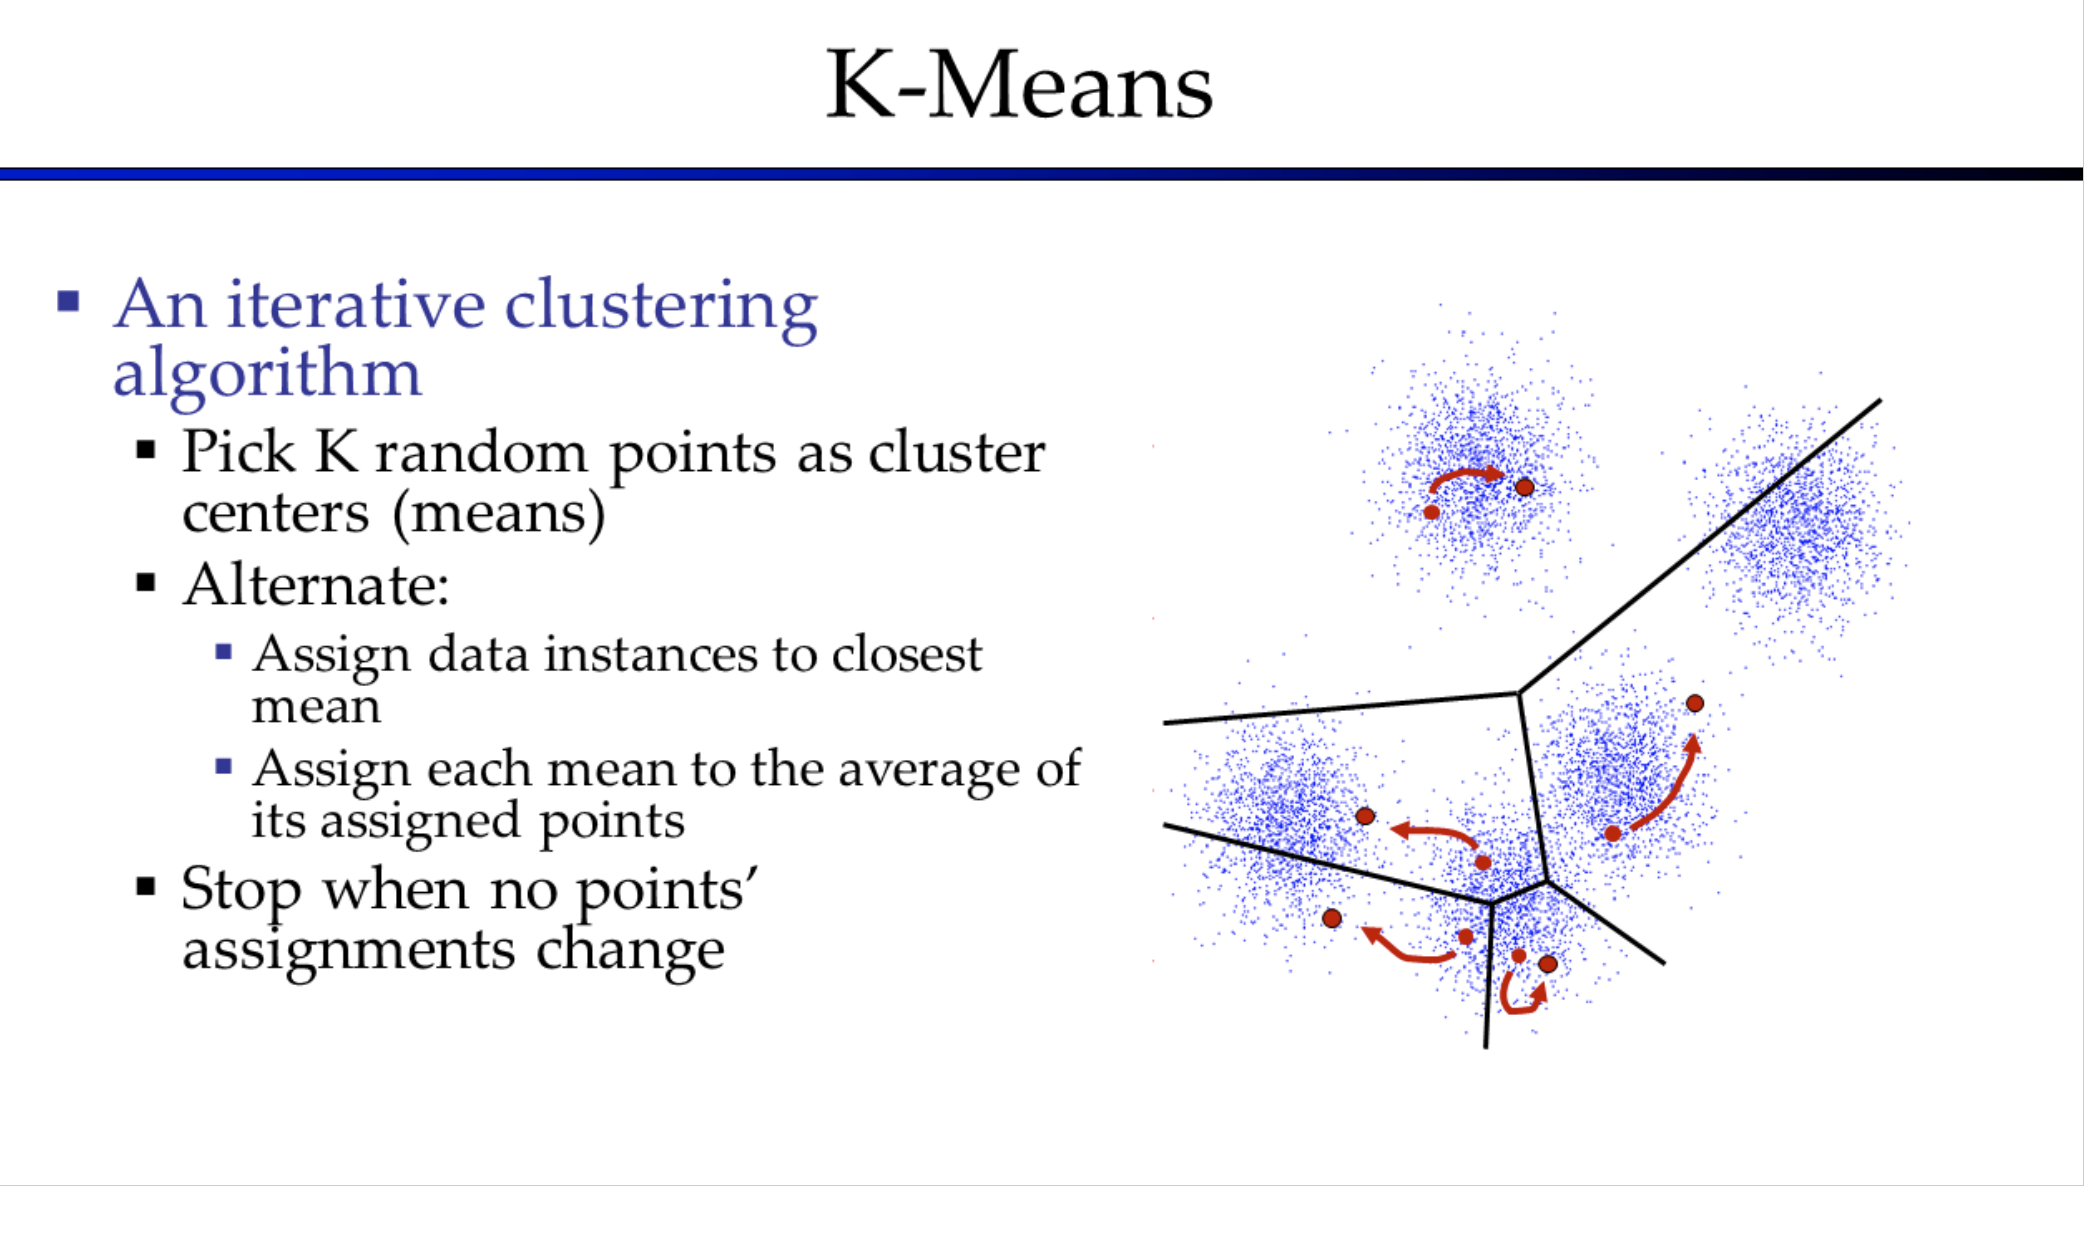 K-Means
▪ An iterative clustering
algorithm
▪ Pick K random points as cluster
centers (means)
▪ Alternate:
▪ Assign data instances to closest
mean
▪ Assign each mean to the average of
its assigned points
▪ Stop when no points’
assignments change